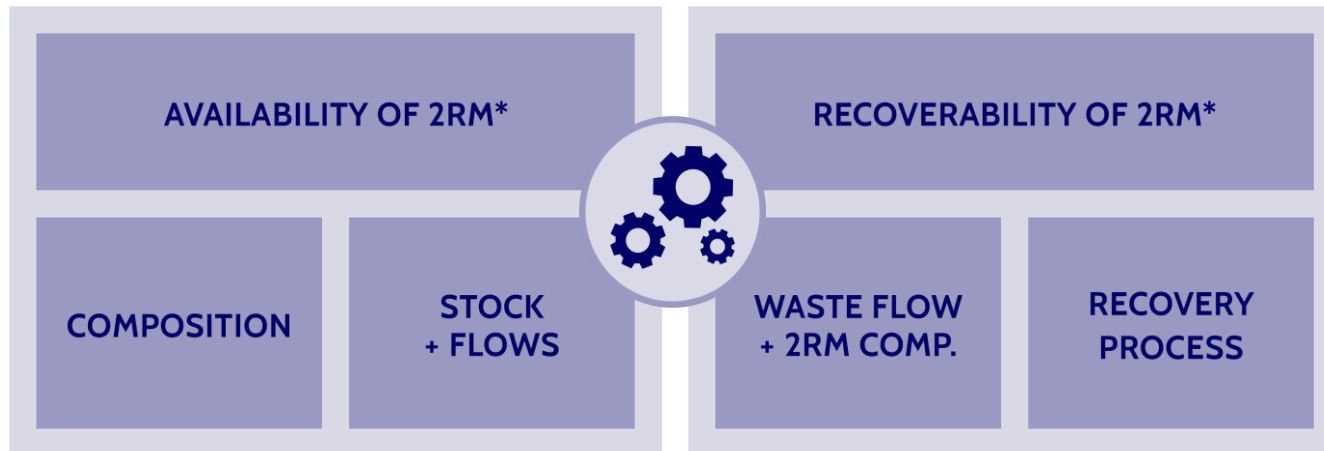 AVAILABILITY OF 2RM*
RECOVERABILITY OF 2RM*
COMPOSITION
STOCK
+ FLOWS
WASTE FLOW
+ 2RM COMP.
RECOVERY
PROCESS